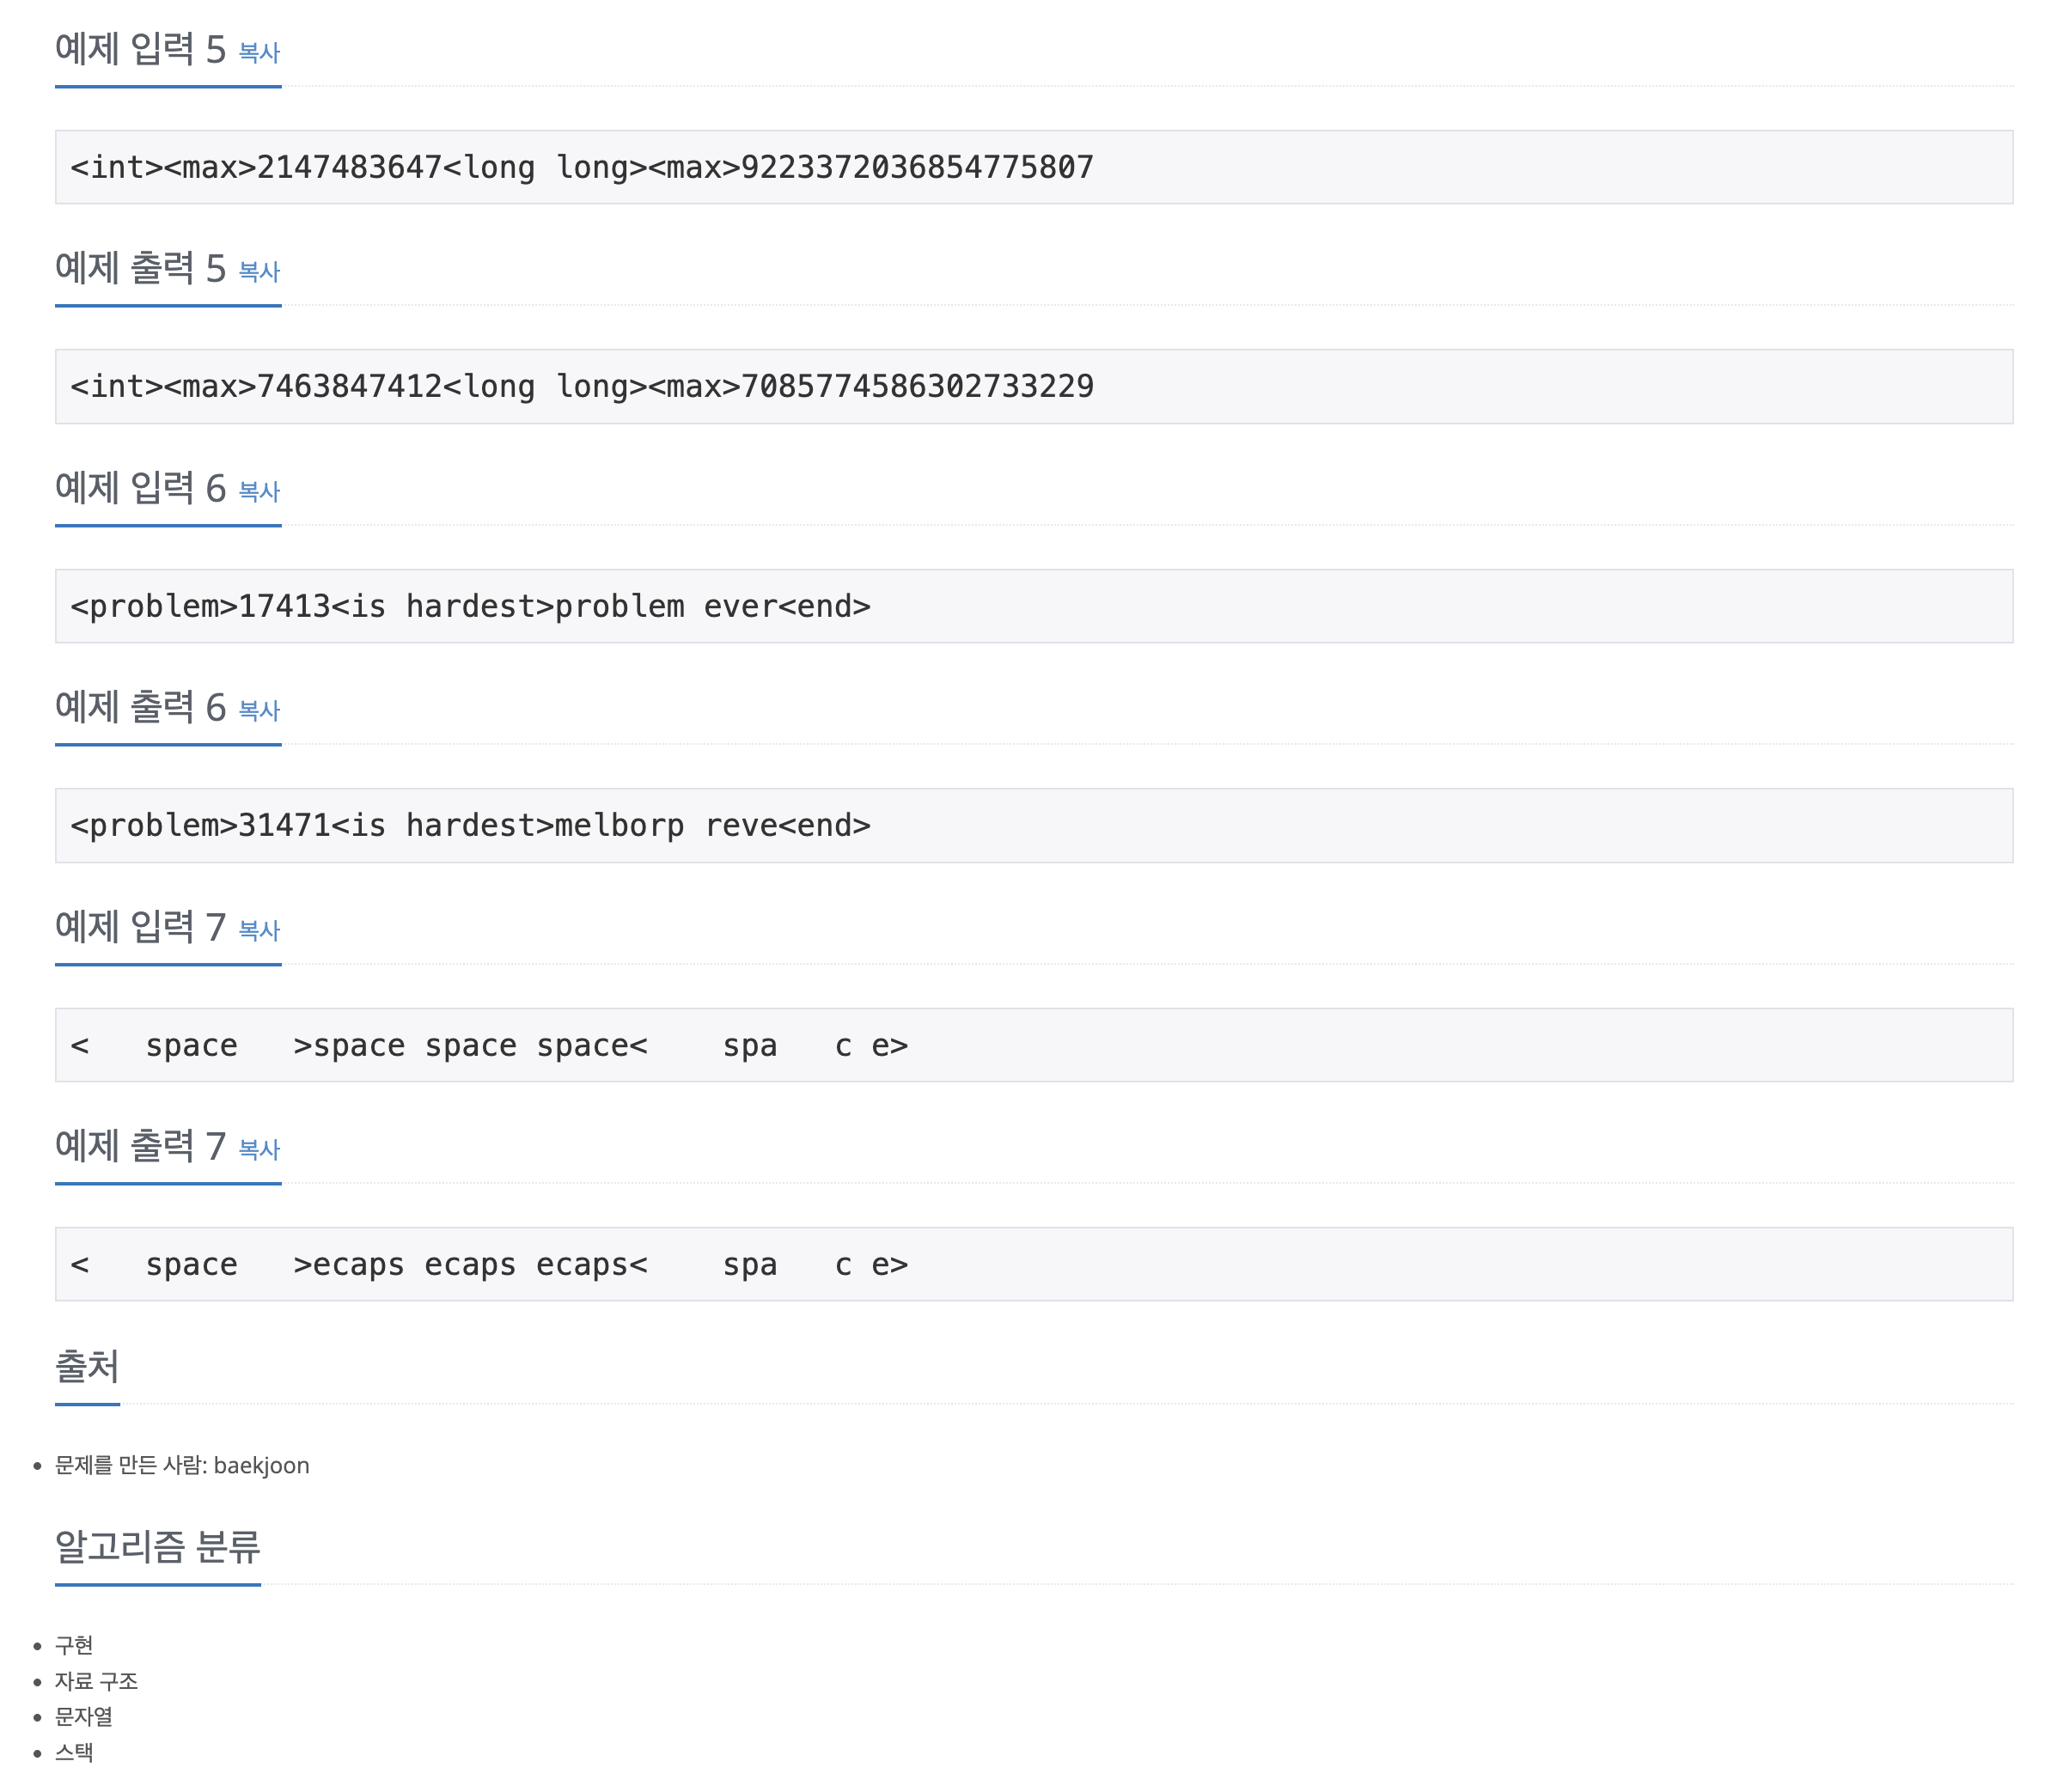 예제 입력 5 복사
<int><max>2147483647<long long><max>9223372036854775807
예제 출력 5 복사
<int><max>7463847412<long long><max>7085774586302733229
예제 입력 6 복사
<problem>17413<is hardest>problem ever<end>
예제 출력 6 복사
<problem>31471<is hardest>melborp reve<end>
예제 입력 7 복사
<   space   >space space space<    spa   c e>
예제 출력 7 복사
<   space   >ecaps ecaps ecaps<    spa   c e>
출처
• 문제를 만든 사람: baekjoon
알고리즘 분류
• 구현
• 자료 구조
• 문자열
• 스택